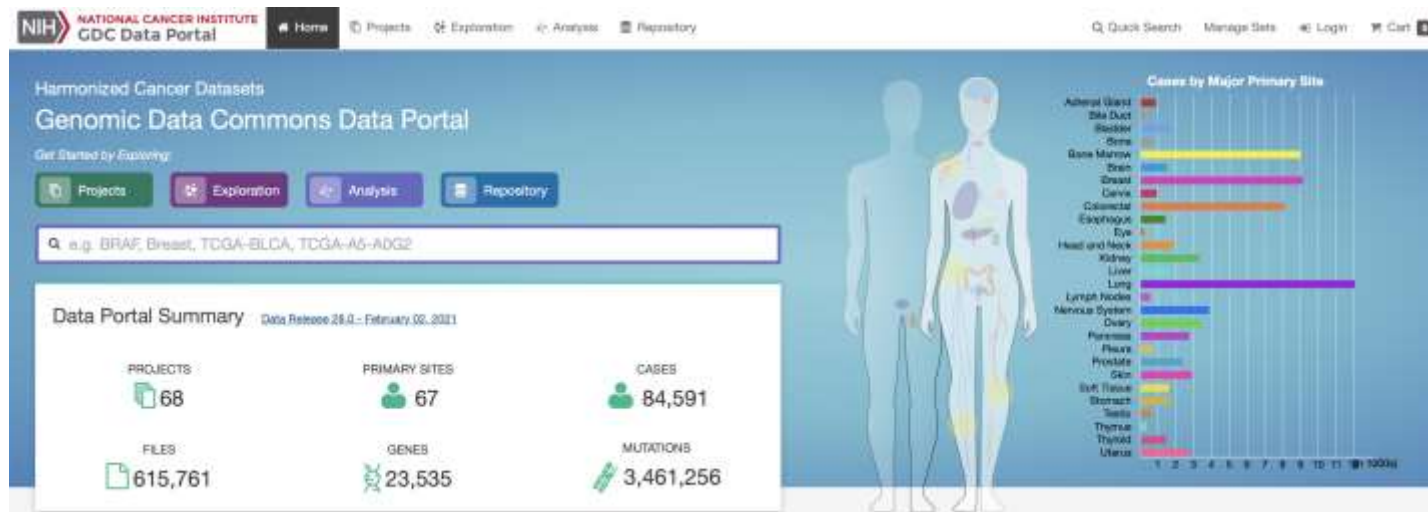 NIH NATIONAL CANCER INSTITUTE
GDC Data Portal
Home
Projects
Exploration
Analysis
Repository
Quick Search
Manage Sets
Login
Cart
Harmonized Cancer Datasets
Genomic Data Commons Data Portal
Get Started by Exploring:
Projects
Exploration
Analysis
Repository
e.g. BRAF, Breast, TCGA-BLCA, TCGA-A5-A0G2
Data Portal Summary
Data Release 28.0 - February 02, 2021
PROJECTS
68
PRIMARY SITES
67
CASES
84,591
FILES
615,761
GENES
23,535
MUTATIONS
3,461,256
Cases by Major Primary Site
Adrenal Gland
Bile Duct
Bladder
Bone
Bone Marrow
Brain
Breast
Cervix
Colorectal
Esophagus
Eye
Head and Neck
Kidney
Liver
Lung
Lymph Nodes
Nervous System
Ovary
Pancreas
Pleura
Prostate
Skin
Soft Tissue
Stomach
Testis
Thymus
Thyroid
Uterus
1 2 3 4 5 6 7 8 9 10 11